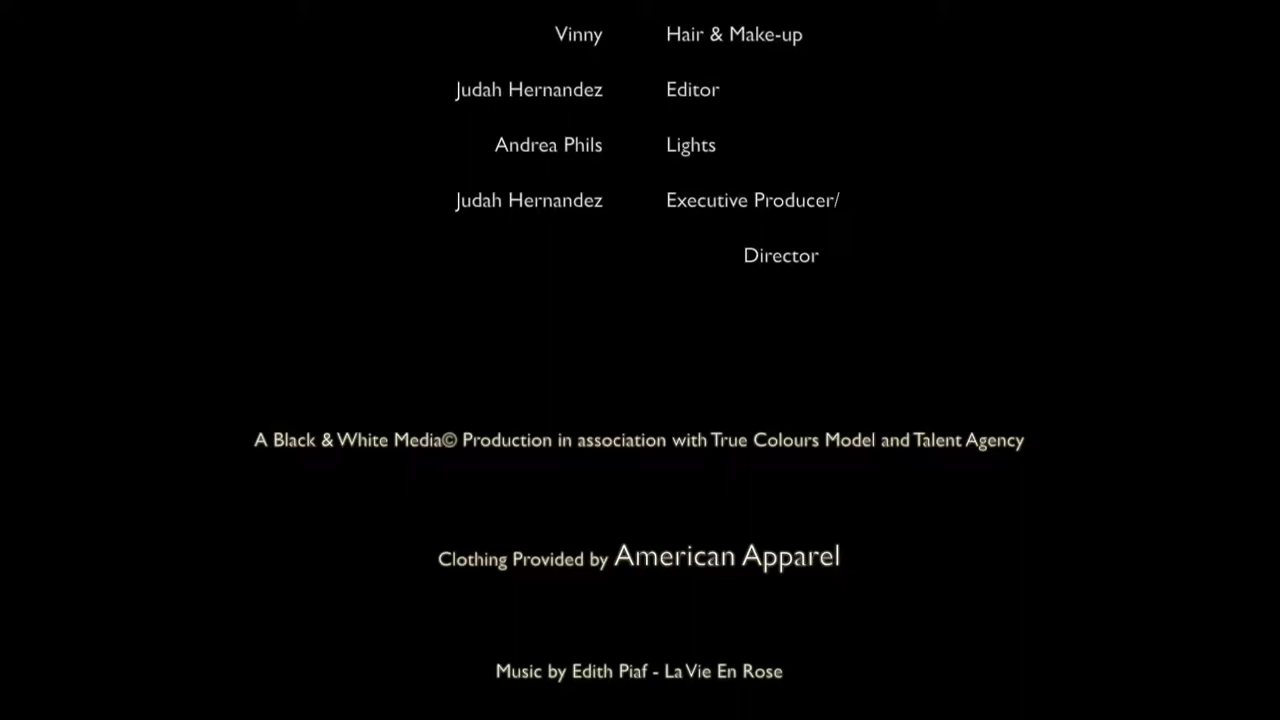 Vinny Hair & Make-up
Judah Hernandez Editor
Andrea Phils Lights
Judah Hernandez Executive Producer/
Director
A Black & White Media© Production in association with True Colours Model and Talent Agency
Clothing Provided by American Apparel
Music by Edith Piaf - La Vie En Rose